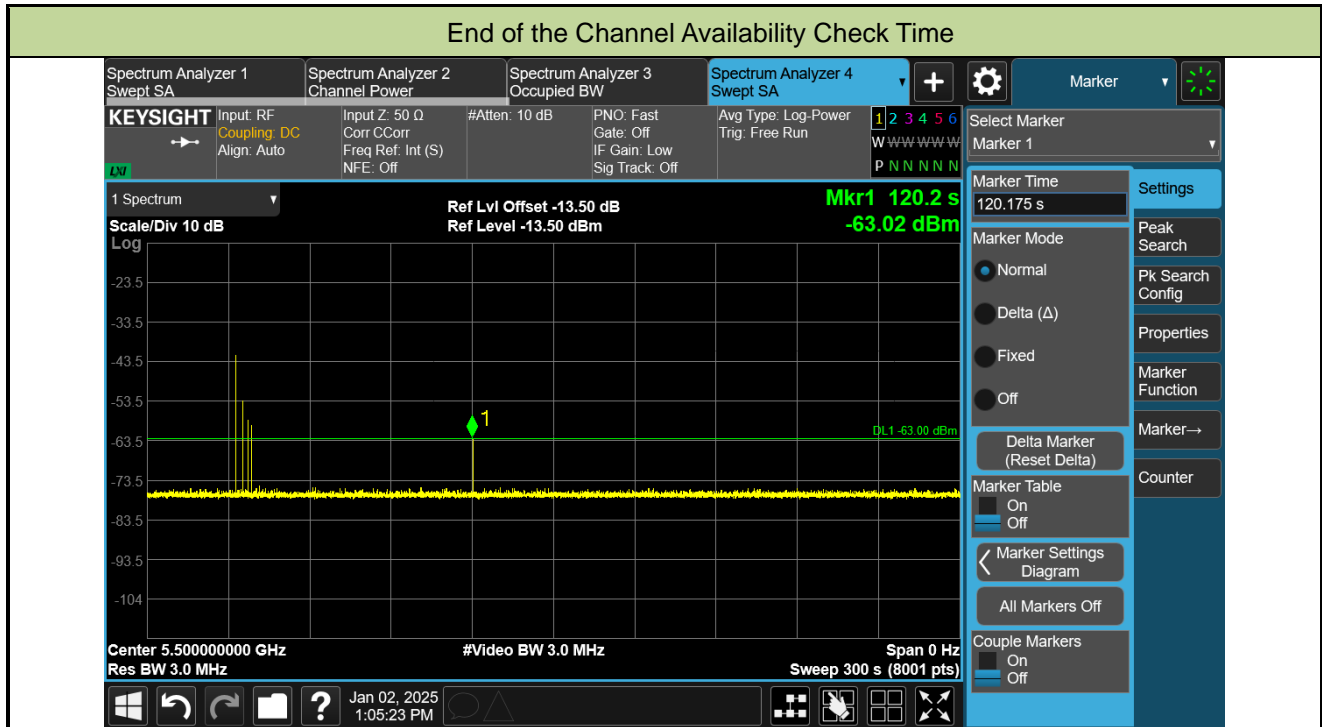 End of the Channel Availability Check Time
Spectrum Analyzer 1
Swept SA
Spectrum Analyzer 2
Channel Power
Spectrum Analyzer 3
Occupied BW
Spectrum Analyzer 4
Swept SA
Marker
KEYSIGHT
LXI
Input: RF
Coupling: DC
Align: Auto
Input Z: 50 Ω
Corr CCorr
Freq Ref: Int (S)
NFE: Off
#Atten: 10 dB
PNO: Fast
Gate: Off
IF Gain: Low
Sig Track: Off
Avg Type: Log-Power
Trig: Free Run
1 2 3 4 5 6
W W W W W W
P N N N N N
Select Marker
Marker 1
1 Spectrum
Scale/Div 10 dB
Log
Ref Lvl Offset -13.50 dB
Ref Level -13.50 dBm
Mkr1 120.2 s
-63.02 dBm
-23.5
-33.5
-43.5
-53.5
-63.5
-73.5
-83.5
-93.5
-104
1
DL1 -63.00 dBm
Center 5.500000000 GHz
Res BW 3.0 MHz
#Video BW 3.0 MHz
Span 0 Hz
Sweep 300 s (8001 pts)
Marker Time
120.175 s
Marker Mode
Normal
Delta (Δ)
Fixed
Off
Delta Marker
(Reset Delta)
Marker Table
On
Off
Marker Settings
Diagram
All Markers Off
Couple Markers
On
Off
Settings
Peak
Search
Pk Search
Config
Properties
Marker
Function
Marker→
Counter
?
Jan 02, 2025
1:05:23 PM